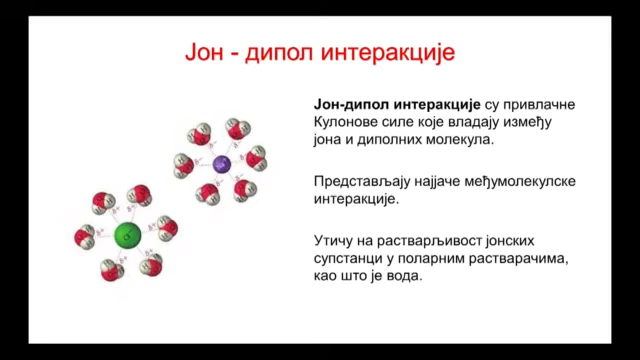 Јон - дипол интеракције
Јон-дипол интеракције су привлачне
Кулонове силе које владају између
јона и диполних молекула.
Представљају најјаче међумолекулске
интеракције.
Утичу на растварљивост јонских
супстанци у поларним растварачима,
као што је вода.